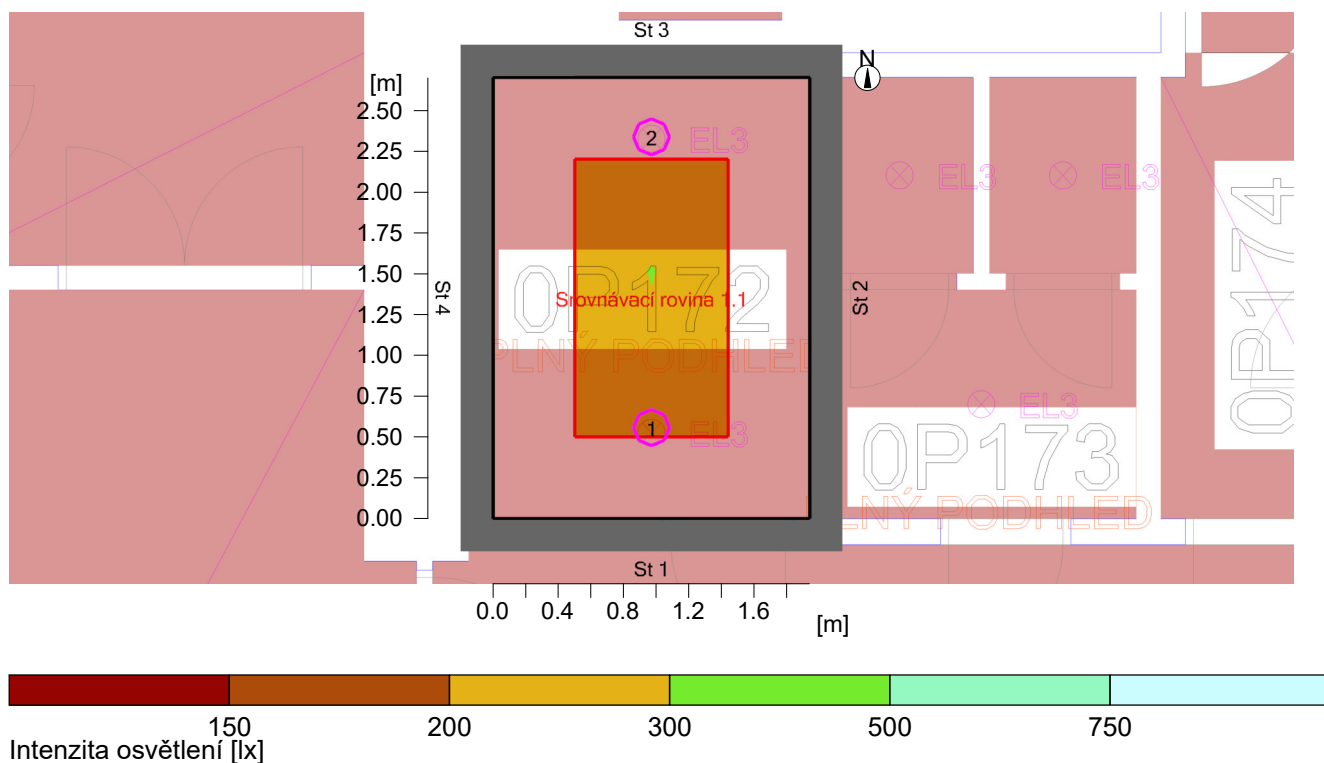 St 3
N
[m]
2.50
2.25
2.00
1.75
1.50
1.25
1.00
0.75
0.50
0.25
0.00
2 EL3
EL3
EL3
0P174
St 4
0P172
Srovnávací rovina 1.1
St 2
PLNÝ PODHLED
1 EL3
EL3
0P173
LNÝ PODHLED
St 1
0.0 0.4 0.8 1.2 1.6
[m]
150 200 300 500 750
Intenzita osvětlení [lx]